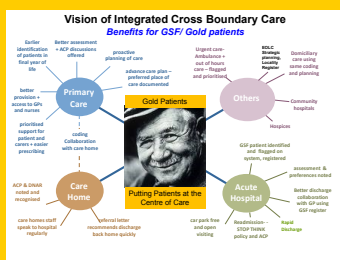 Vision of Integrated Cross Boundary Care
Benefits for GSF/ Gold patients
Earlier
identification of
patients in
final year of
life
Better assessment
+ ACP discussions
offered
proactive
planning of care
advance care plan –
preferred place of
care documented
better
provision +
access to GPs
and nurses
prioritised
support for
patient and
carers + easier
prescribing
Primary
Care
coding
Collaboration
with care home
Gold Patients
Urgent care-
Ambulance +
out of hours
care – flagged
and prioritised
EOLC
Strategic
planning,
Locality
Register
Domiciliary
care using
same coding
and planning
Others
Community
hospitals
Hospices
GSF patient identified
and flagged on
system, registered
ACP & DNAR
noted and
recognised
Care
Home
care homes staff
speak to hospital
regularly
referral letter
recommends discharge
back home quickly
Putting Patients at the
Centre of Care
Acute
Hospital
assessment &
preferences noted
Better discharge
collaboration
with GP using
GSF register
Rapid
Discharge
car park free and
open
visiting
Readmission- -
STOP THINK
policy and ACP